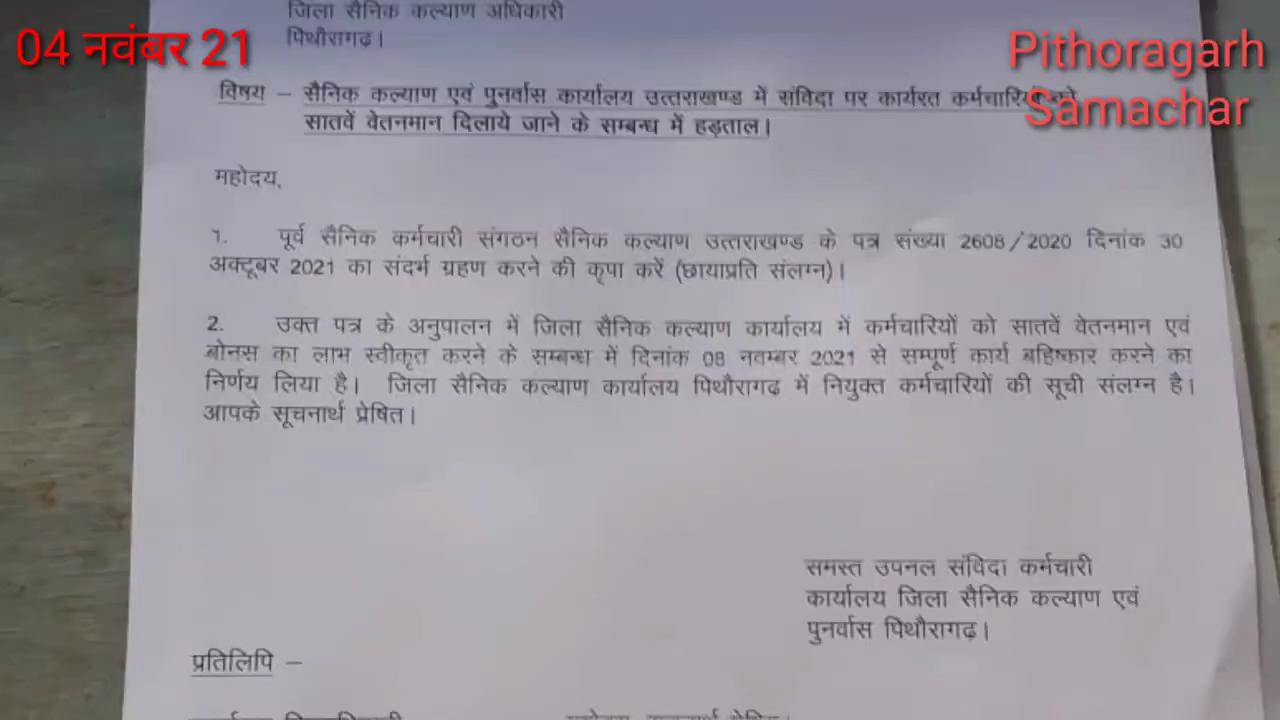 04 नवंबर 21
Pithoragarh
Samachar
जिला सैनिक कल्याण अधिकारी
पिथौरागढ़।
विषय – सैनिक कल्याण एवं पुनर्वास कार्यालय उत्तराखण्ड में संविदा पर कार्यरत कर्मचारियों को
सातवें वेतनमान दिलाये जाने के सम्बन्ध में हड़ताल।
महोदय,
1. पूर्व सैनिक कर्मचारी संगठन सैनिक कल्याण उत्तराखण्ड के पत्र संख्या 2608/2020 दिनांक 30
अक्टूबर 2021 का संदर्भ ग्रहण करने की कृपा करें (छायाप्रति संलग्न)।
2. उक्त पत्र के अनुपालन में जिला सैनिक कल्याण कार्यालय में कर्मचारियों को सातवें वेतनमान एवं
बोनस का लाभ स्वीकृत करने के सम्बन्ध में दिनांक 08 नवम्बर 2021 से सम्पूर्ण कार्य बहिष्कार करने का
निर्णय लिया है। जिला सैनिक कल्याण कार्यालय पिथौरागढ में नियुक्त कर्मचारियों की सूची संलग्न है।
आपके सूचनार्थ प्रेषित।
समस्त उपनल संविदा कर्मचारी
कार्यालय जिला सैनिक कल्याण एवं
पुनर्वास पिथौरागढ़।
प्रतिलिपि –